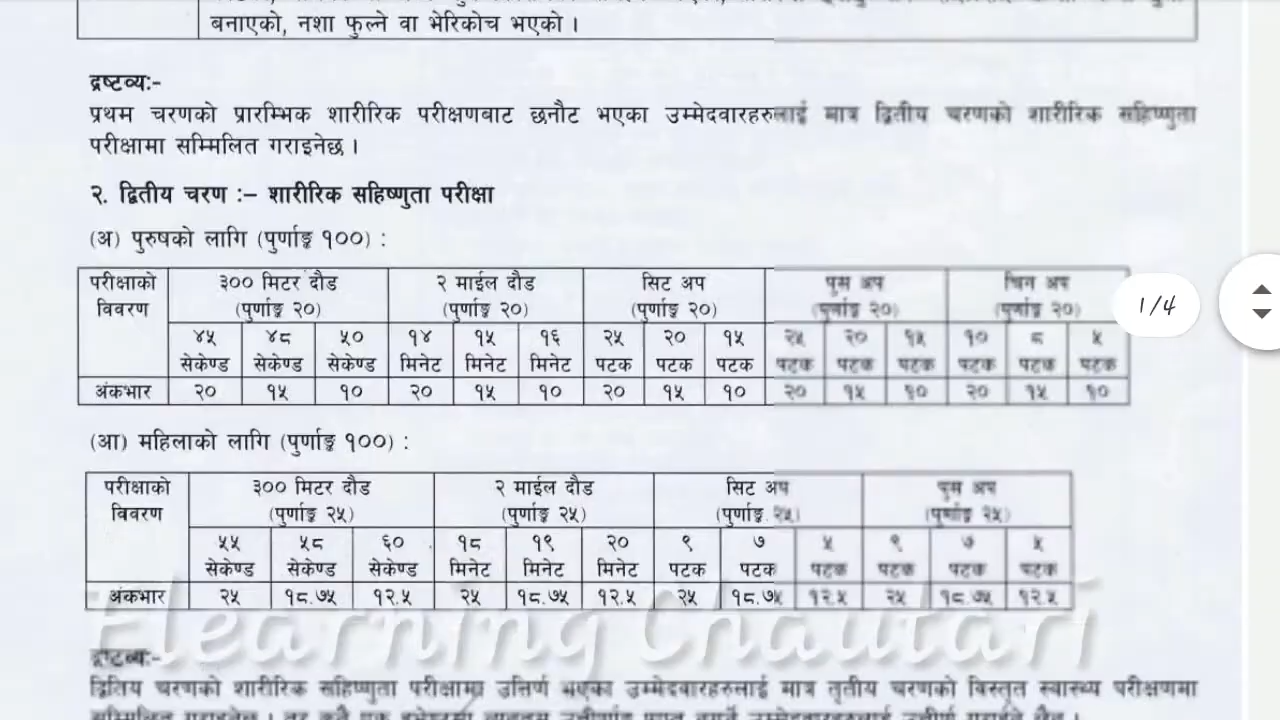 बनाएको, नशा फुल्ने वा भेरिकोच भएको ।
द्रष्टव्यः-
प्रथम चरणको प्रारम्भिक शारीरिक परीक्षणबाट छनौट भएका उम्मेदवारहरुलाई मात्र द्वितीय चरणको शारीरिक सहिष्णुता
परीक्षामा सम्मिलित गराइनेछ ।
२. द्वितीय चरण :– शारीरिक सहिष्णुता परीक्षा
(अ) पुरुषको लागि (पुर्णाङ्क १००) :
परीक्षाको ३०० मिटर दौड २ माईल दौड सिट अप पुस अप चिन अप
विवरण (पुर्णाङ्क २०) (पुर्णाङ्क २०) (पुर्णाङ्क २०) (पुर्णाङ्क २०) (पुर्णाङ्क २०)
1/4
४५ ४८ ५० १४ १५ १६ २५ २० १५ २५ २० १५ १० ८ ५
सेकेण्ड सेकेण्ड सेकेण्ड मिनेट मिनेट मिनेट पटक पटक पटक पटक पटक पटक पटक पटक पटक
अंकभार २० १५ १० २० १५ १० २० १५ १० २० १५ १० २० १५ १०
(आ) महिलाको लागि (पुर्णाङ्क १००) :
परीक्षाको ३०० मिटर दौड २ माईल दौड सिट अप पुस अप
विवरण (पुर्णाङ्क २५) (पुर्णाङ्क २५) (पुर्णाङ्क २५) (पुर्णाङ्क २५)
५५ ५८ ६० १८ १९ २० ९ ७ ५ ९ ७ ५
सेकेण्ड सेकेण्ड सेकेण्ड मिनेट मिनेट मिनेट पटक पटक पटक पटक पटक पटक
अंकभार २५ १८.७५ १२.५ २५ १८.७५ १२.५ २५ १८.७५ १२.५ २५ १८.७५ १२.५
Elearning Chautari
द्रष्टव्यः-
द्वितिय चरणको शारीरिक सहिष्णुता परीक्षामा उत्तिर्ण भएका उम्मेदवारहरुलाई मात्र तृतीय चरणको विस्तृत स्वास्थ्य परीक्षणमा